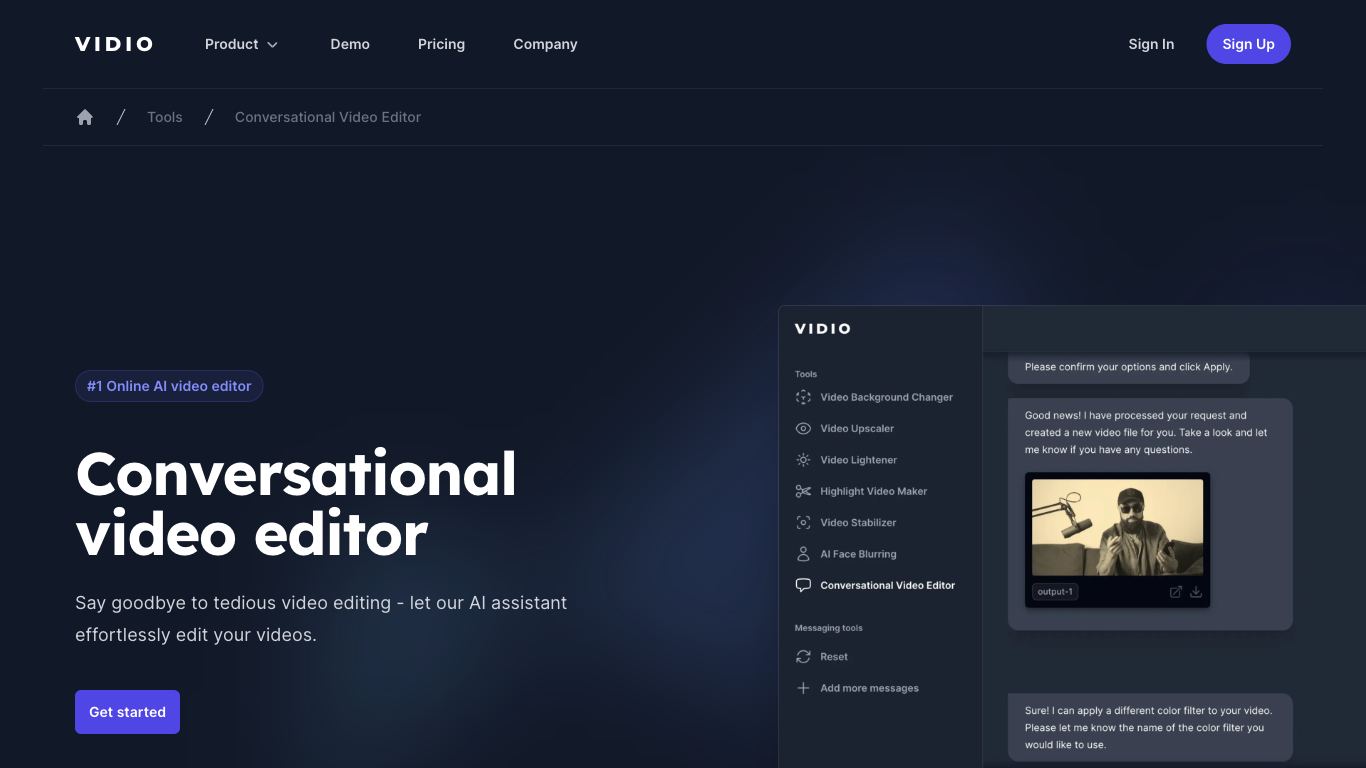 VIDIO
Product
Demo
Pricing
Company
Sign In
Sign Up
/
Tools
/
Conversational Video Editor
#1 Online AI video editor
Conversational
video editor
Say goodbye to tedious video editing - let our AI assistant
effortlessly edit your videos.
Get started
VIDIO
Tools
Video Background Changer
Video Upscaler
Video Lightener
Highlight Video Maker
Video Stabilizer
AI Face Blurring
Conversational Video Editor
Messaging tools
Reset
Add more messages
Please confirm your options and click Apply.
Good news! I have processed your request and
created a new video file for you. Take a look and let
me know if you have any questions.
output-1
Sure! I can apply a different color filter to your video.
Please let me know the name of the color filter you
would like to use.